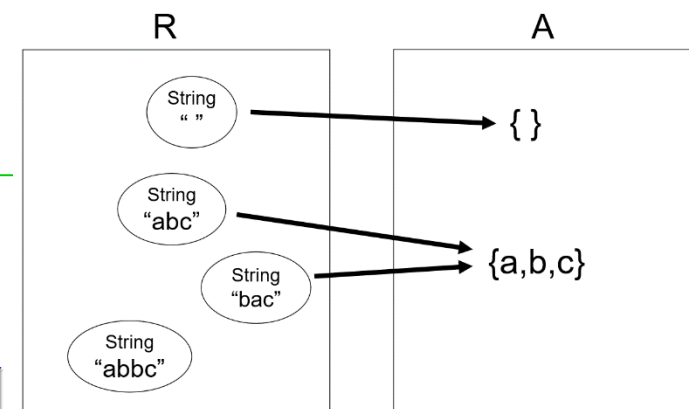 R
A
String
“ ”
{ }
String
“abc”
{a,b,c}
String
“bac”
String
“abbc”